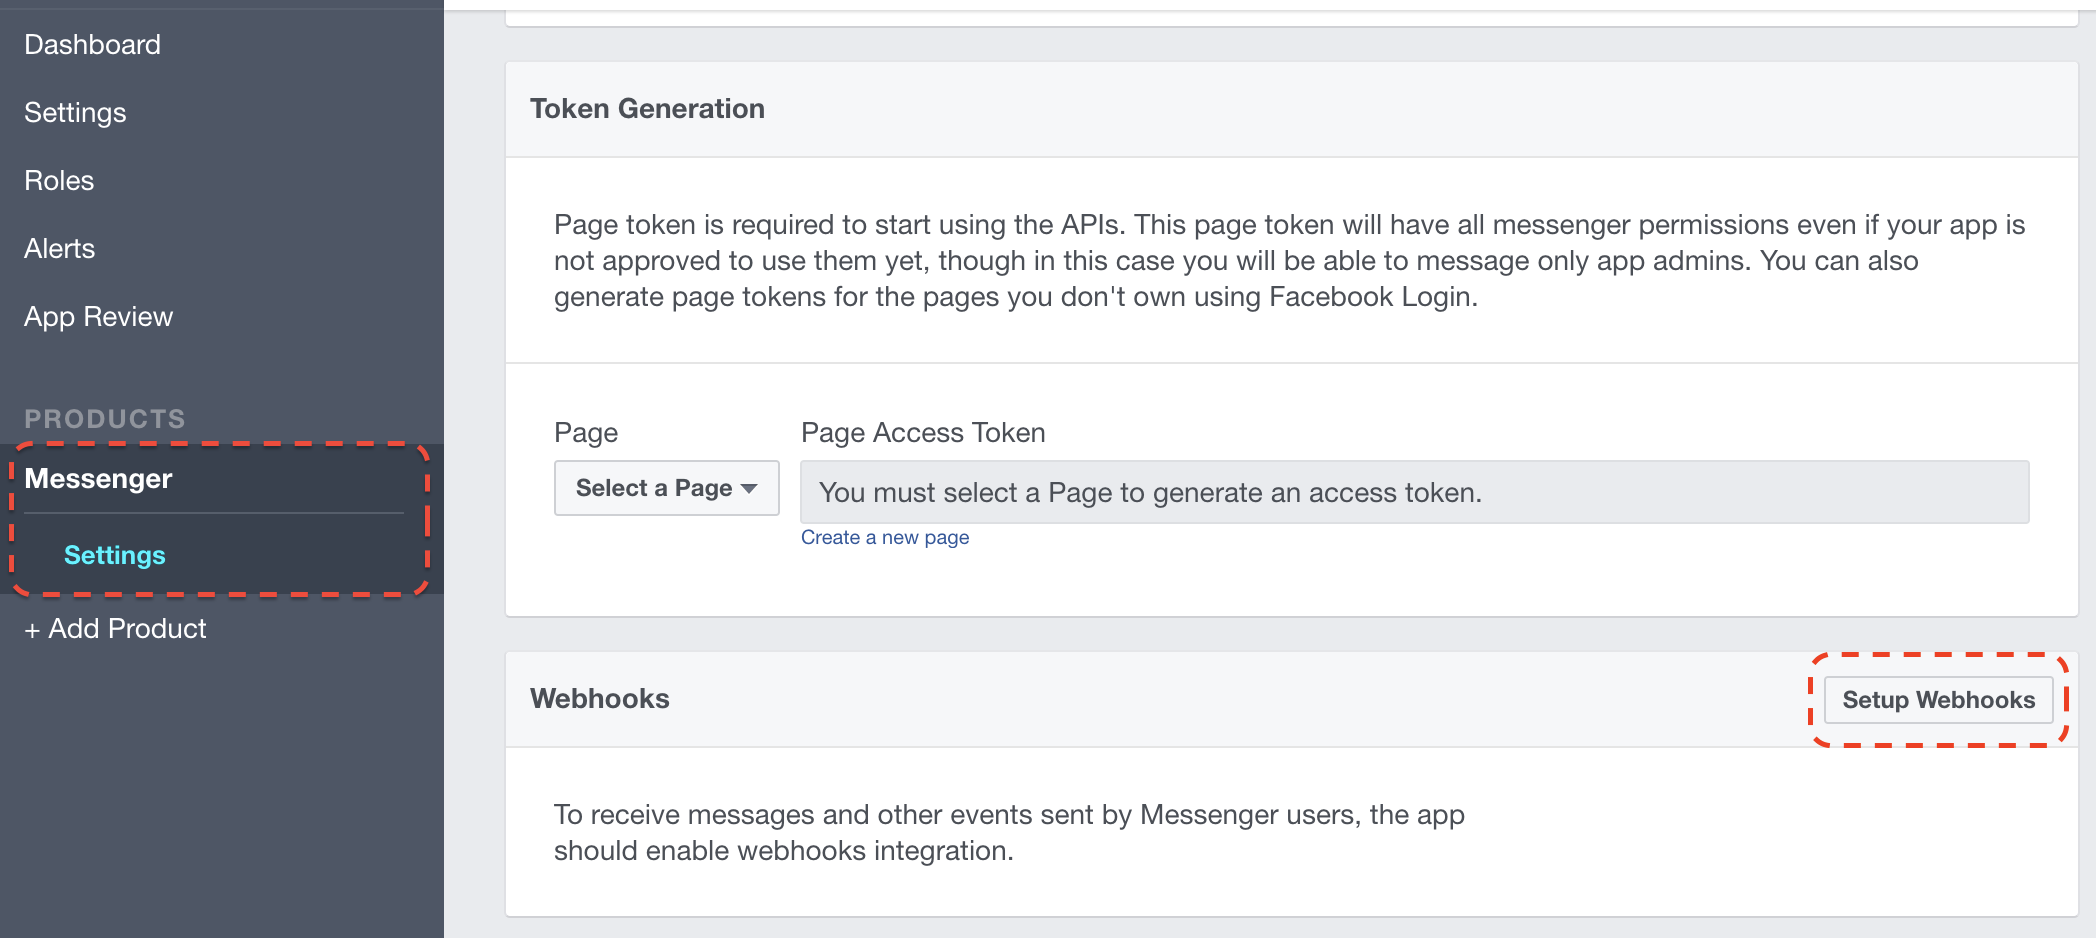 Dashboard
Settings
Roles
Alerts
App Review
PRODUCTS
Messenger
Settings
+ Add Product
Token Generation
Page token is required to start using the APIs. This page token will have all messenger permissions even if your app is
not approved to use them yet, though in this case you will be able to message only app admins. You can also
generate page tokens for the pages you don't own using Facebook Login.
Page
Page Access Token
Select a Page
You must select a Page to generate an access token.
Create a new page
Webhooks
Setup Webhooks
To receive messages and other events sent by Messenger users, the app
should enable webhooks integration.